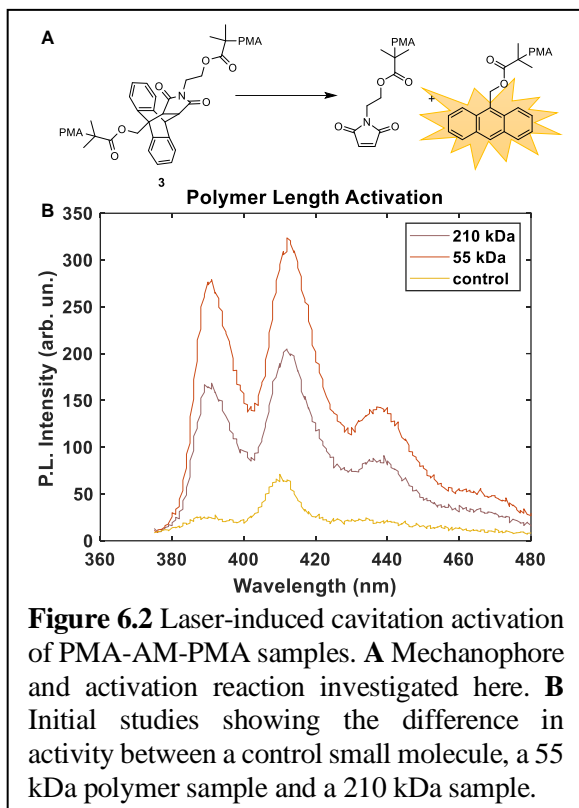 A
PMA
O
O
N
O
O
PMA
O
O
3
PMA
O
O
N
O
O
+
PMA
O
O
B
Polymer Length Activation
350
300
250
200
150
100
50
0
P.L. Intensity (arb. un.)
210 kDa
55 kDa
control
360 380 400 420 440 460 480
Wavelength (nm)
Figure 6.2 Laser-induced cavitation activation
of PMA-AM-PMA samples. A Mechanophore
and activation reaction investigated here. B
Initial studies showing the difference in
activity between a control small molecule, a 55
kDa polymer sample and a 210 kDa sample.